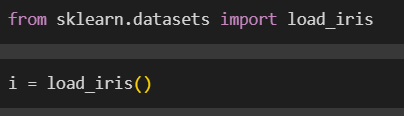 from sklearn.datasets import load_iris
i = load_iris()